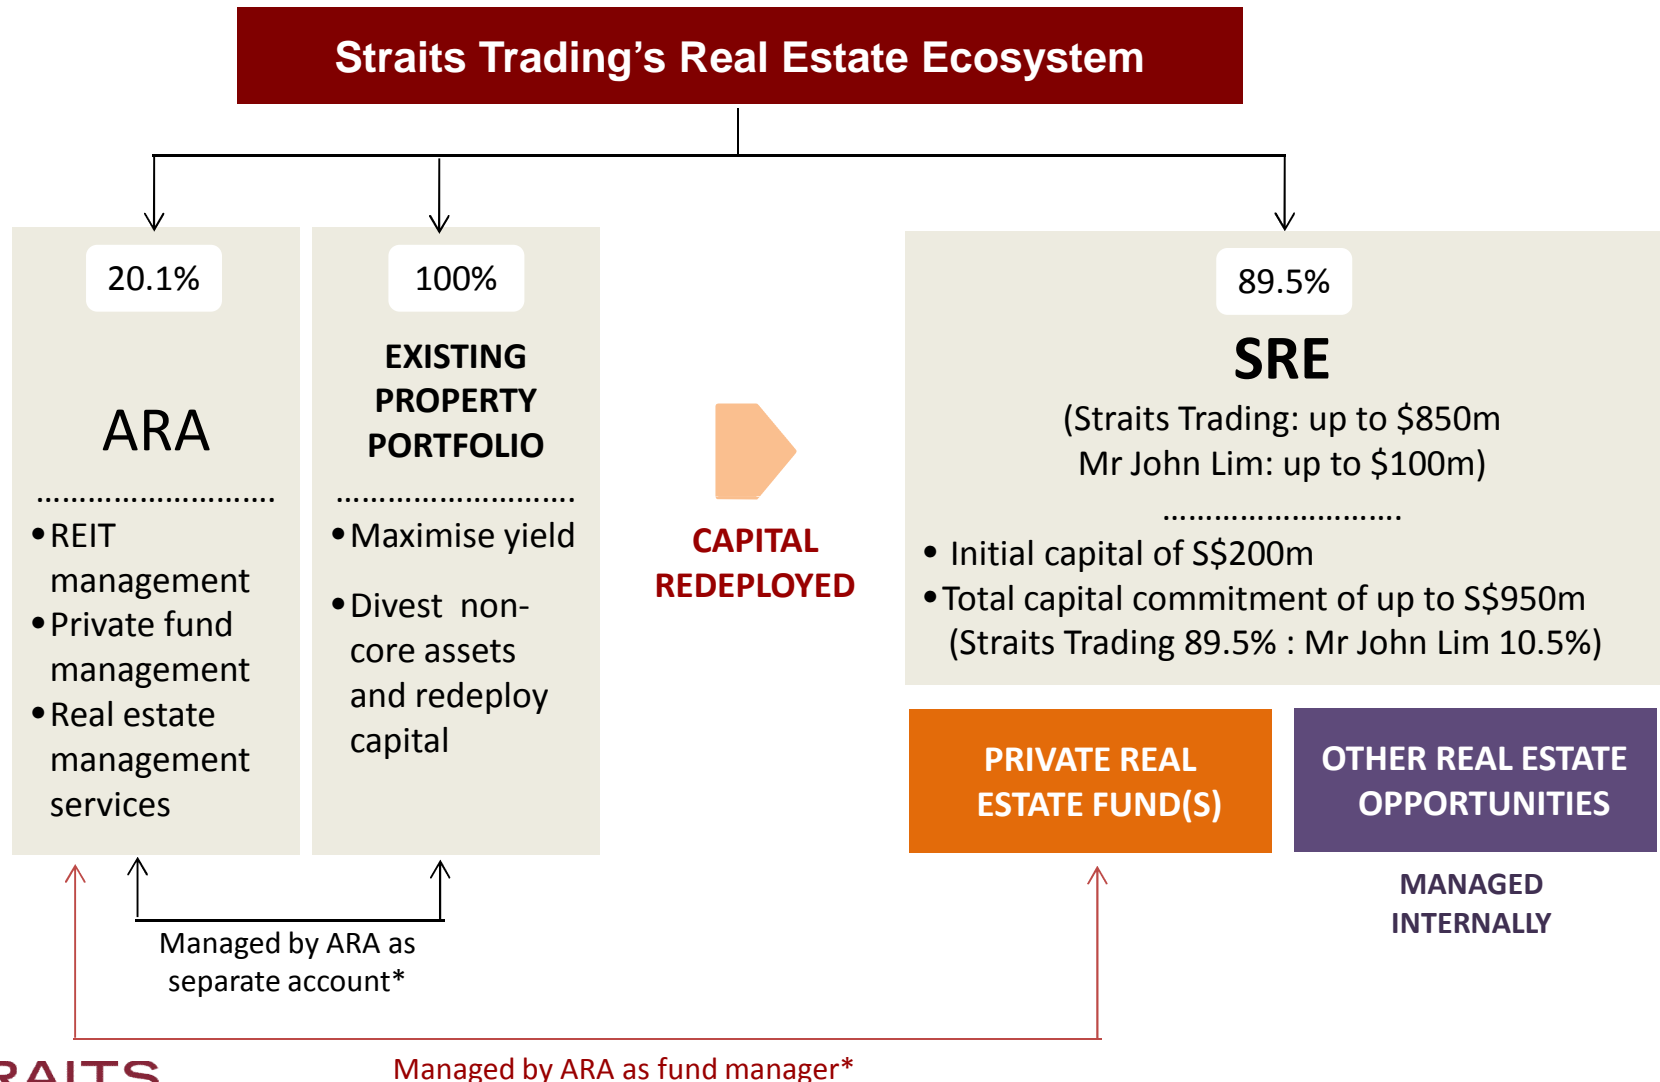 Straits Trading’s Real Estate Ecosystem
20.1%
ARA
……………………….
•REIT
management
•Private fund
management
•Real estate
management
services
100%
EXISTING
PROPERTY
PORTFOLIO
……………………….
•Maximise yield
•Divest non-
core assets
and redeploy
capital
CAPITAL
REDEPLOYED
89.5%
SRE
(Straits Trading: up to $850m
Mr John Lim: up to $100m)
……………………….
• Initial capital of S$200m
•Total capital commitment of up to S$950m
(Straits Trading 89.5% : Mr John Lim 10.5%)
PRIVATE REAL
ESTATE FUND(S)
OTHER REAL ESTATE
OPPORTUNITIES
MANAGED
INTERNALLY
Managed by ARA as
separate account*
Managed by ARA as fund manager*
RAITS